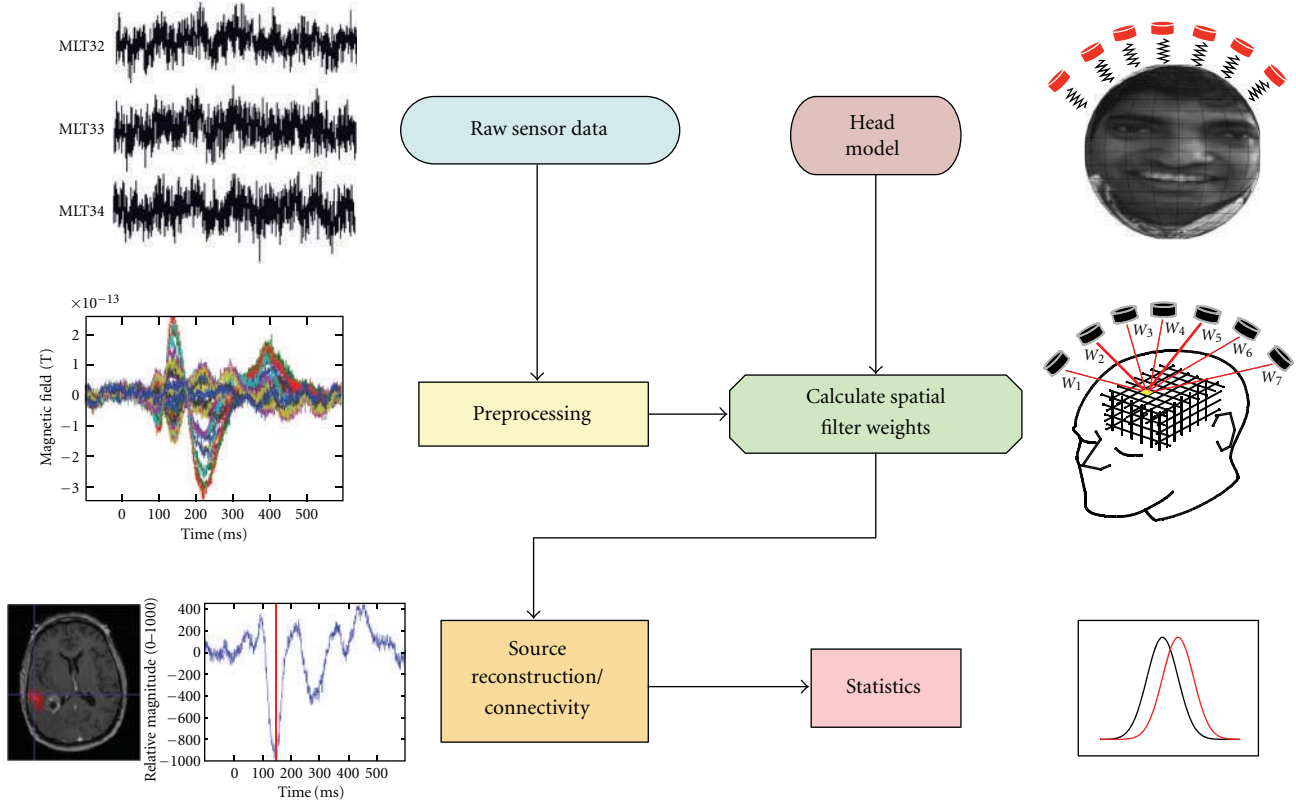 MLT32
MLT33
MLT34
Raw sensor data
Head
model
×10−13
2
1
0
−1
−2
−3
Magnetic field (T)
0 100 200 300 400 500
Time (ms)
Preprocessing
Calculate spatial
filter weights
W1
W2
W3
W4
W5
W6
W7
Relative magnitude (0–1000)
400
200
0
−200
−400
−600
−800
−1000
0 100 200 300 400 500
Time (ms)
Source
reconstruction/
connectivity
Statistics